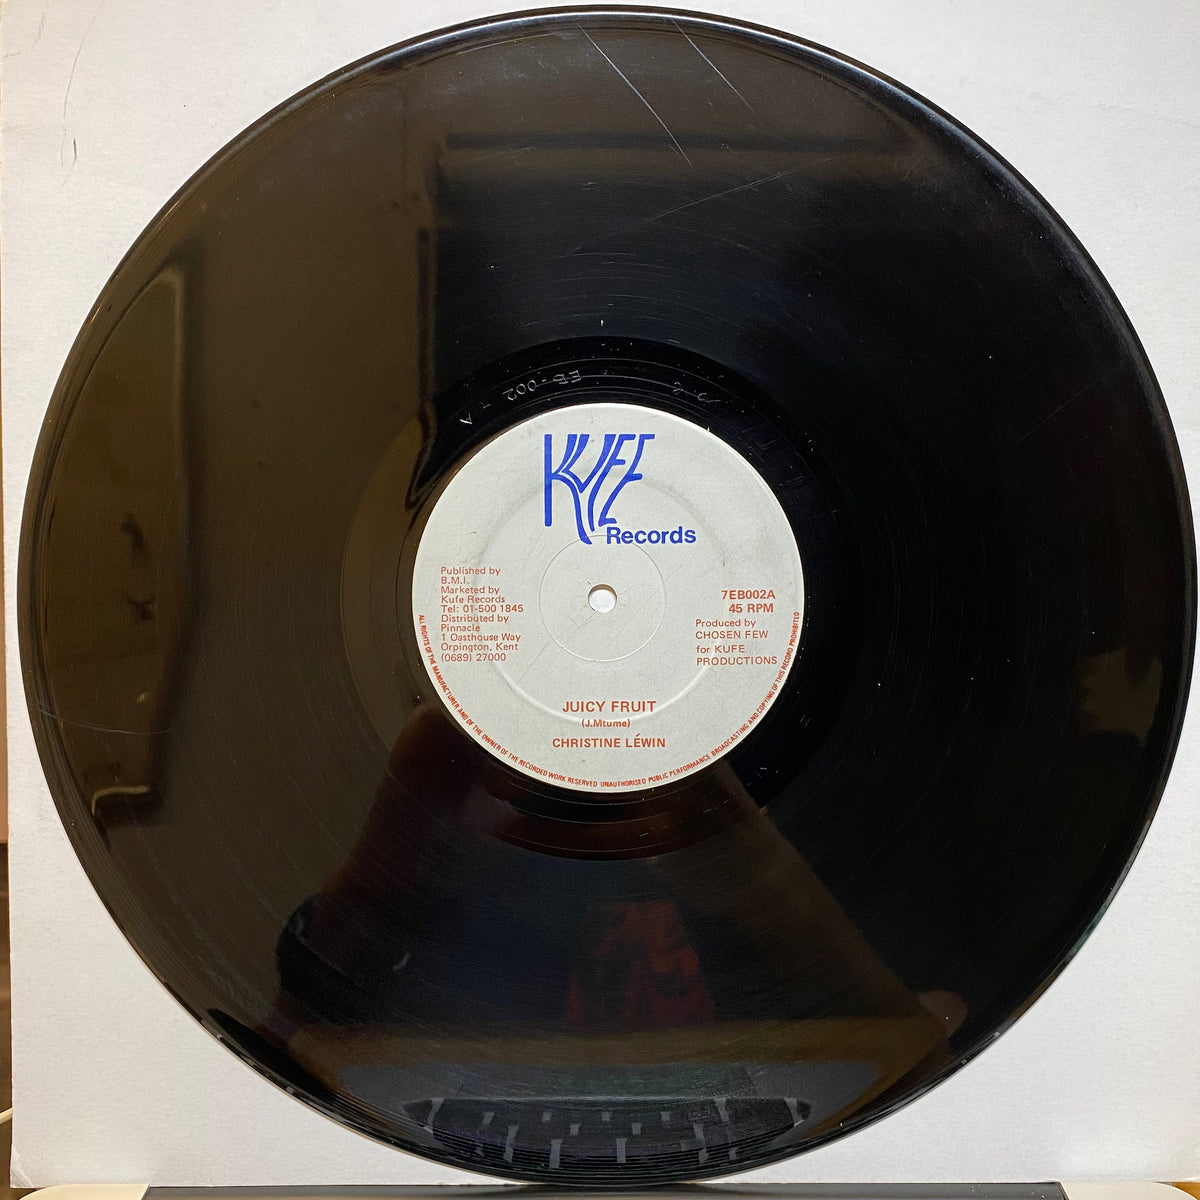 EB-002-A
KUFE
Records
Published by
B.M.I.
Marketed by
Kufe Records
Tel: 01-500 1845
Distributed by
Pinnacle
1 Oasthouse Way
Orpington, Kent
(0689) 27000
7EB002A
45 RPM
Produced by
CHOSEN FEW
for KUFE
PRODUCTIONS
JUICY FRUIT
(J.Mtume)
CHRISTINE LÉWIN
ALL RIGHTS OF THE MANUFACTURER AND OF THE OWNER OF THE RECORDED WORK RESERVED UNAUTHORISED PUBLIC PERFORMANCE BROADCASTING AND COPYING OF THIS RECORD PROHIBITED